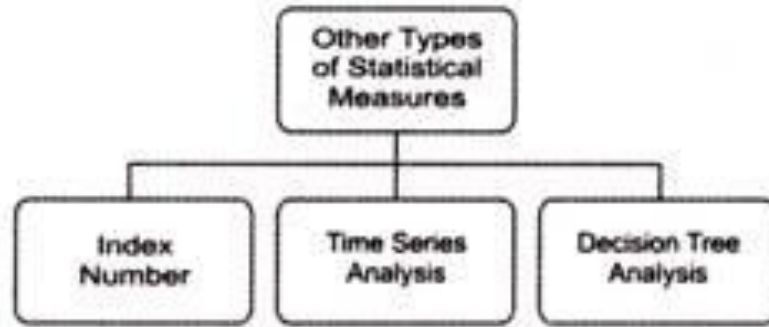 Other Types
of Statistical
Measures
Index
Number
Time Series
Analysis
Decision Tree
Analysis